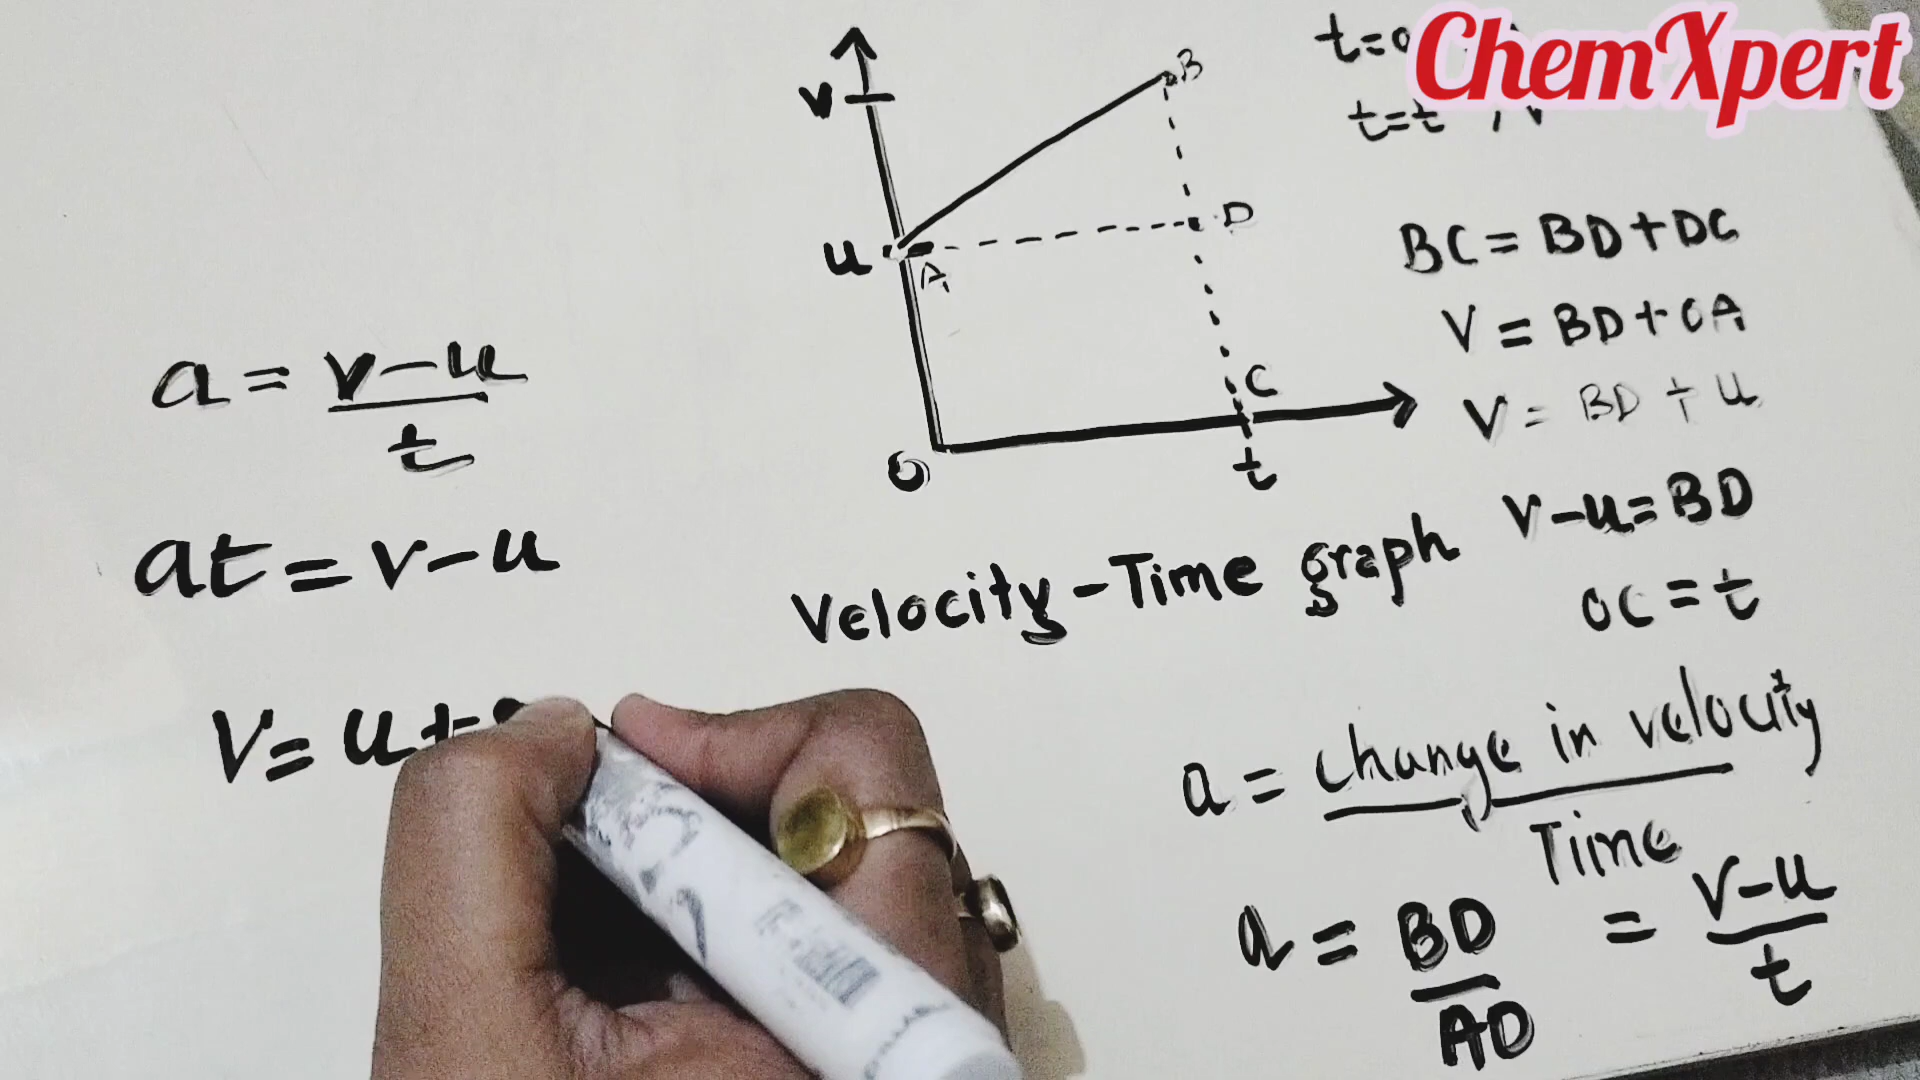 ChemXpert
t=0
t=t , v
v
B
u
A
D
C
O
t
Velocity-Time graph
BC = BD+DC
V = BD+OA
V = BD + u
v-u=BD
OC = t
a = change in velocity
Time
a = BD = v-u
AD t
a = v-u
t
at = v-u
V = u+